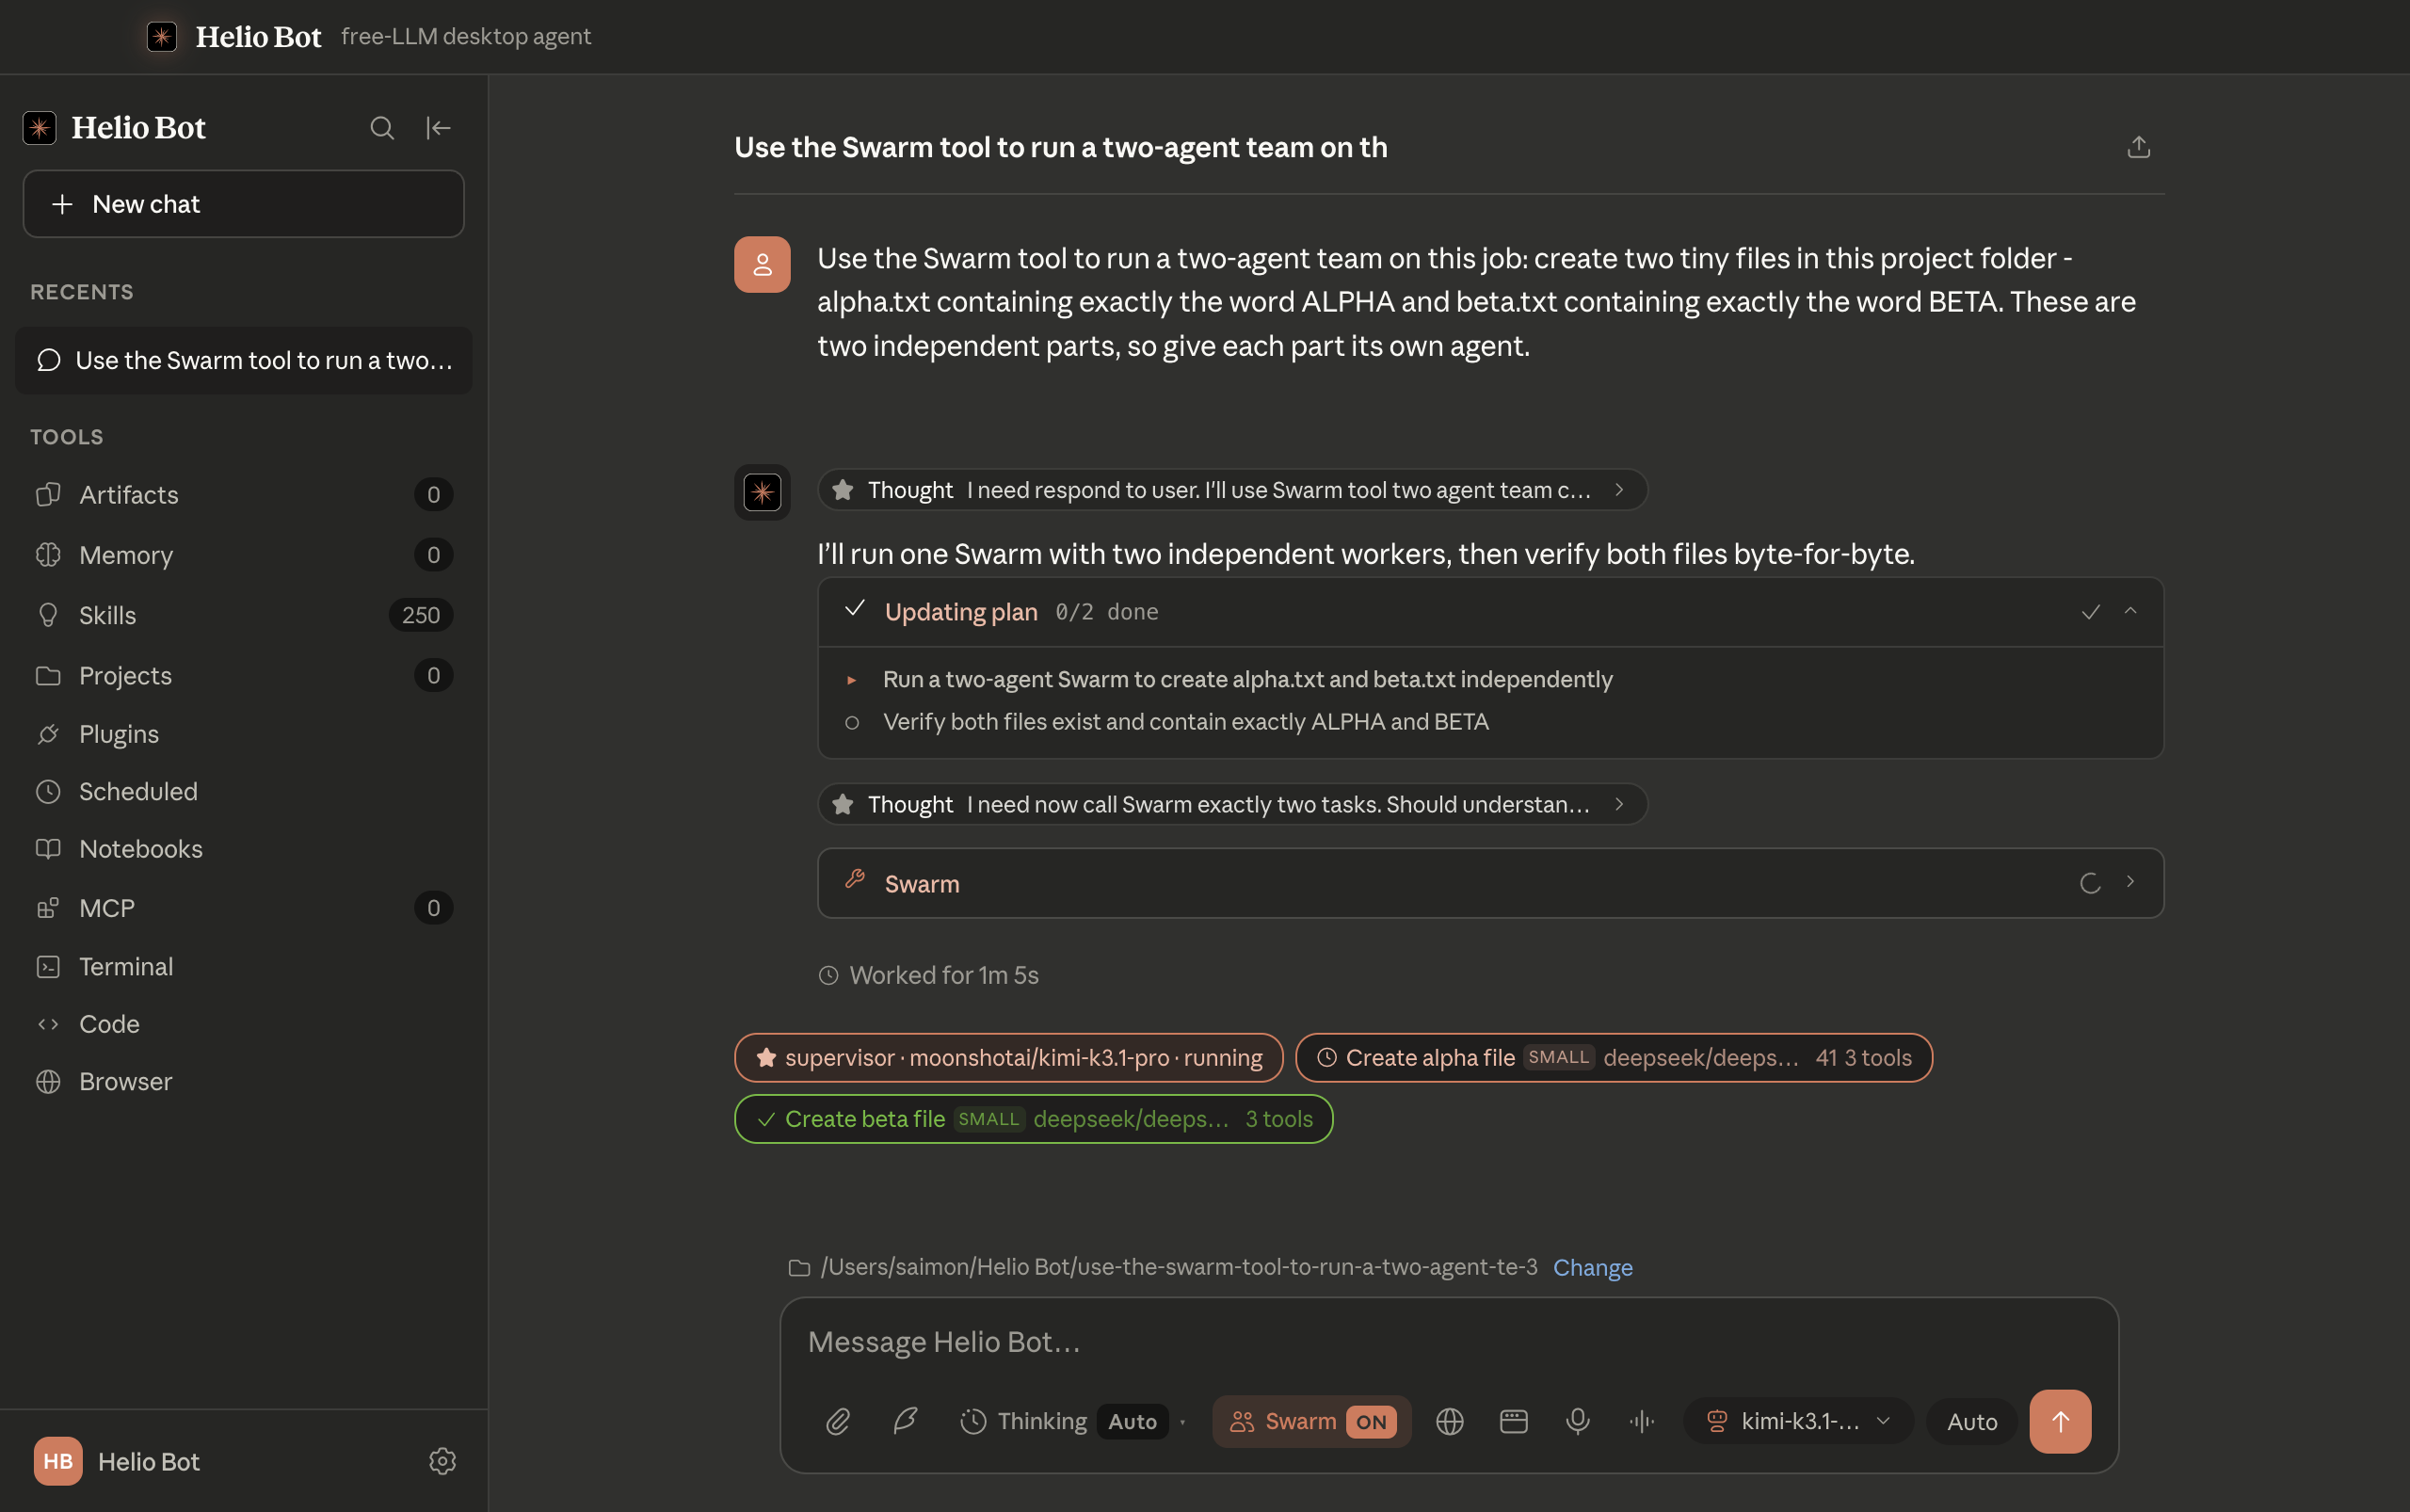 Helio Bot free-LLM desktop agent
Helio Bot
New chat
RECENTS
Use the Swarm tool to run a two...
TOOLS
Artifacts 0
Memory 0
Skills 250
Projects 0
Plugins
Scheduled
Notebooks
MCP 0
Terminal
Code
Browser
HB Helio Bot
Use the Swarm tool to run a two-agent team on th
Use the Swarm tool to run a two-agent team on this job: create two tiny files in this project folder -
alpha.txt containing exactly the word ALPHA and beta.txt containing exactly the word BETA. These are
two independent parts, so give each part its own agent.
Thought I need respond to user. I'll use Swarm tool two agent team c...
I'll run one Swarm with two independent workers, then verify both files byte-for-byte.
Updating plan 0/2 done
Run a two-agent Swarm to create alpha.txt and beta.txt independently
Verify both files exist and contain exactly ALPHA and BETA
Thought I need now call Swarm exactly two tasks. Should understan...
Swarm
Worked for 1m 5s
supervisor · moonshotai/kimi-k3.1-pro · running
Create alpha file SMALL deepseek/deeps... 41 3 tools
Create beta file SMALL deepseek/deeps... 3 tools
/Users/saimon/Helio Bot/use-the-swarm-tool-to-run-a-two-agent-te-3 Change
Message Helio Bot...
Thinking Auto Swarm ON kimi-k3.1-... Auto